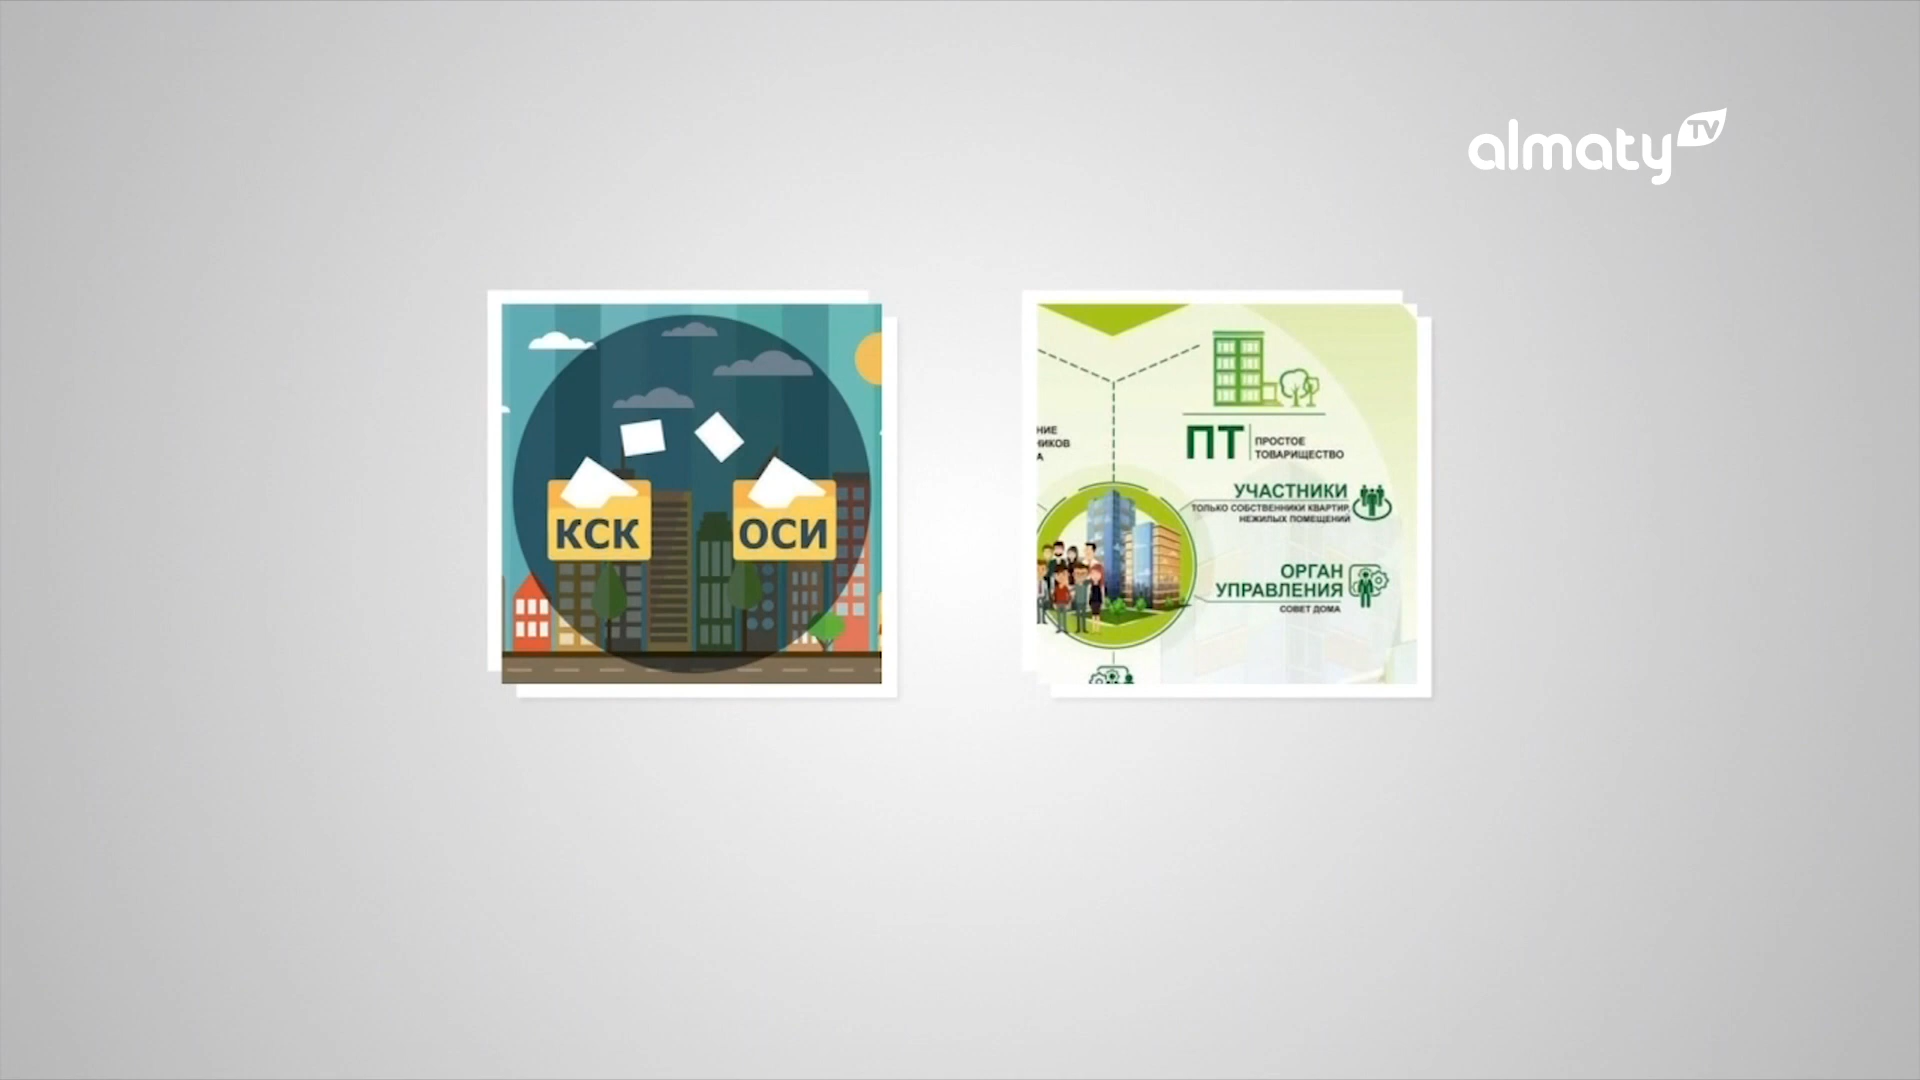 almaty TV
КСК
ОСИ
ПТ
ПРОСТОЕ
ТОВАРИЩЕСТВО
УЧАСТНИКИ
ТОЛЬКО СОБСТВЕННИКИ КВАРТИР,
НЕЖИЛЫХ ПОМЕЩЕНИЙ
ОРГАН
УПРАВЛЕНИЯ
СОВЕТ ДОМА